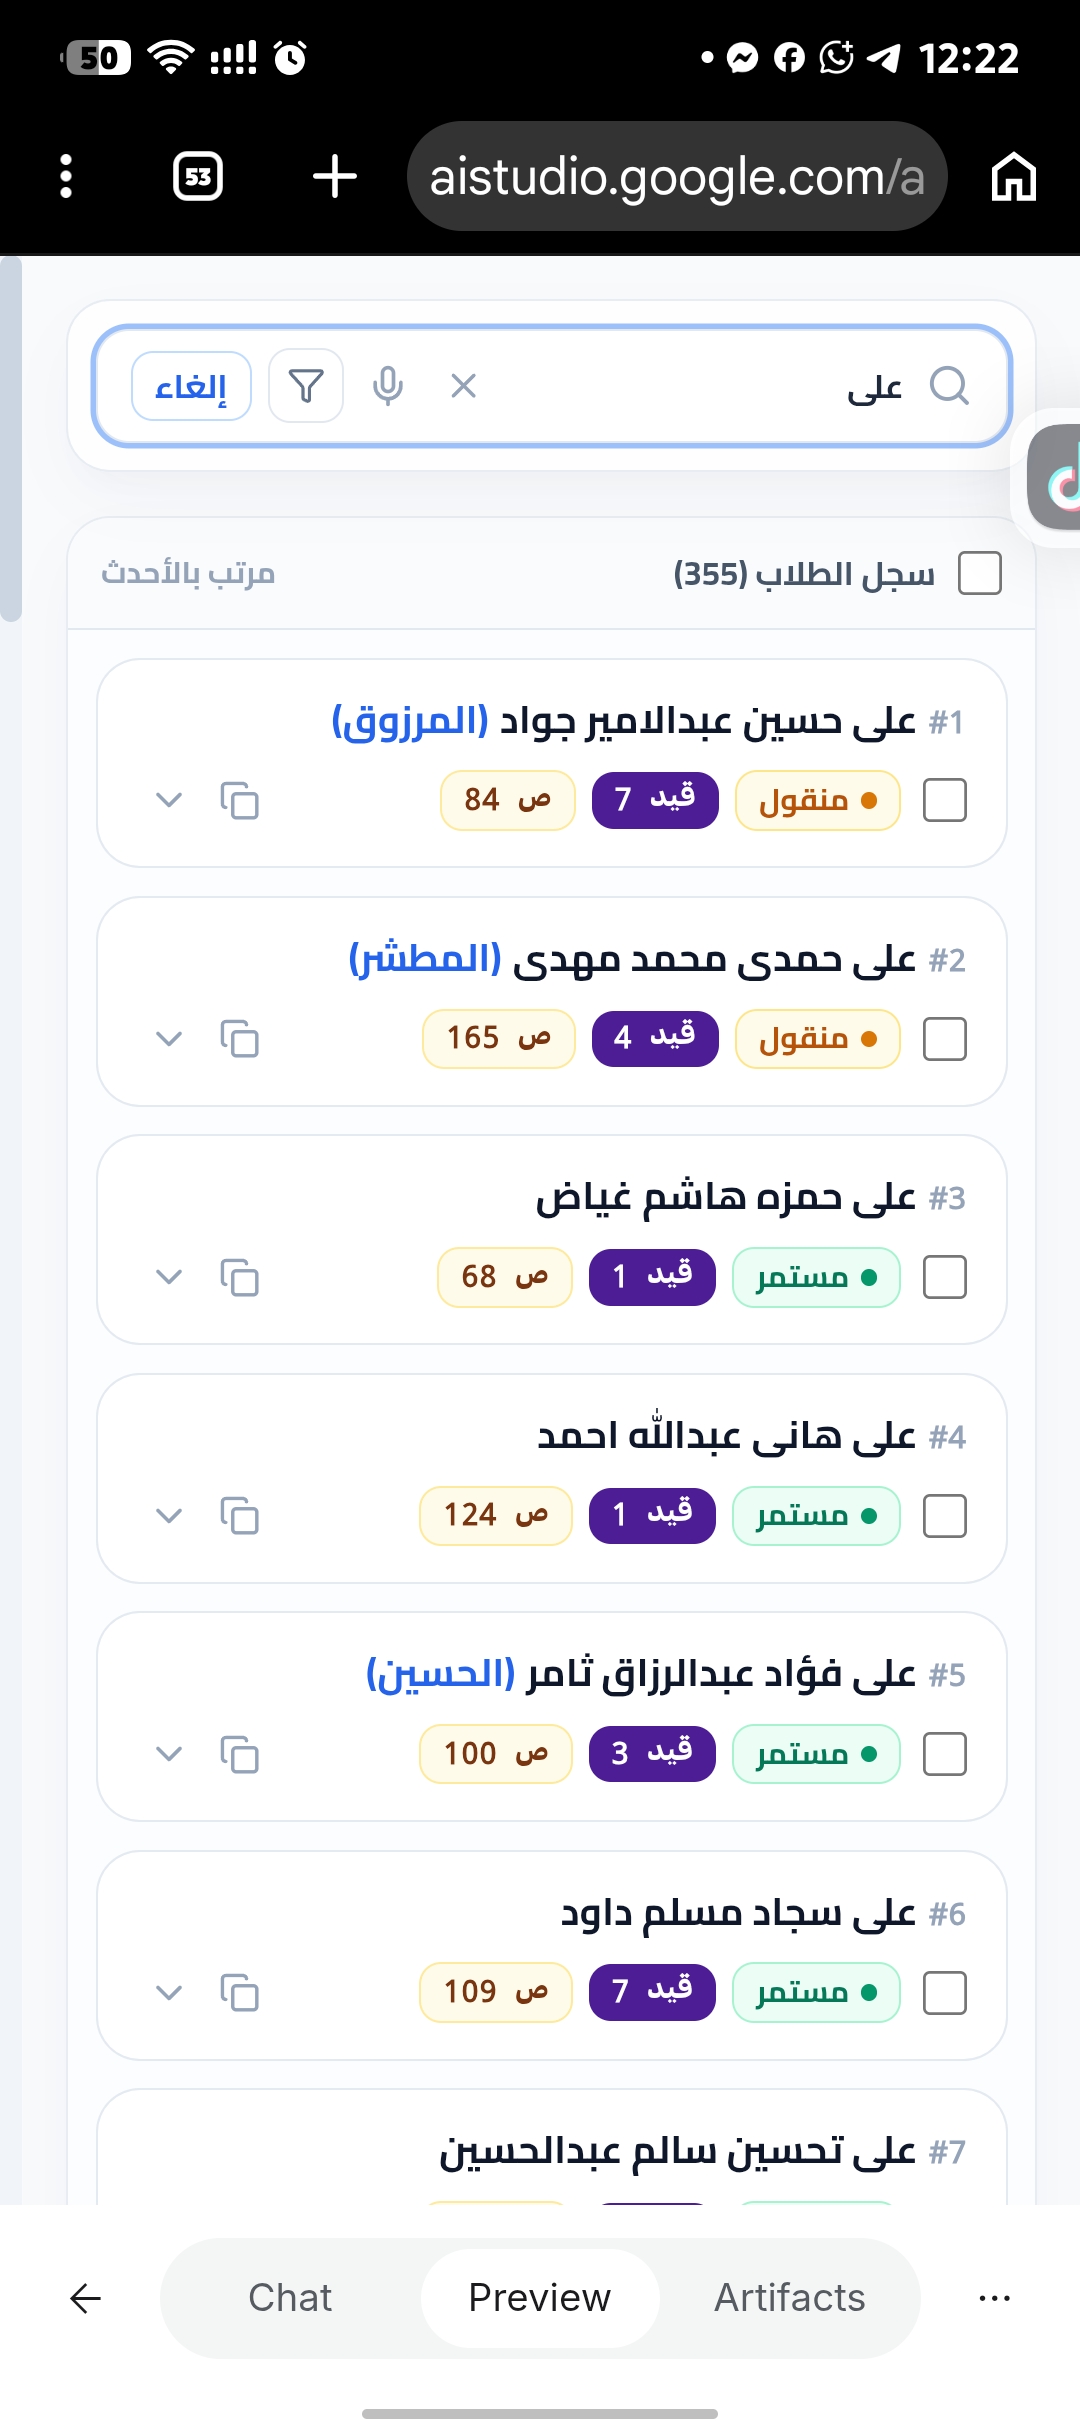 50
12:22
53
aistudio.google.com/a
على
إلغاء
سجل الطلاب (355)
مرتب بالأحدث
#1 على حسين عبدالامير جواد (المرزوق)
منقول قيد 7 ص 84
#2 على حمدى محمد مهدى (المطشر)
منقول قيد 4 ص 165
#3 على حمزه هاشم غياض
مستمر قيد 1 ص 68
#4 على هانى عبدالله احمد
مستمر قيد 1 ص 124
#5 على فؤاد عبدالرزاق ثامر (الحسين)
مستمر قيد 3 ص 100
#6 على سجاد مسلم داود
مستمر قيد 7 ص 109
#7 على تحسين سالم عبدالحسين
Chat
Preview
Artifacts